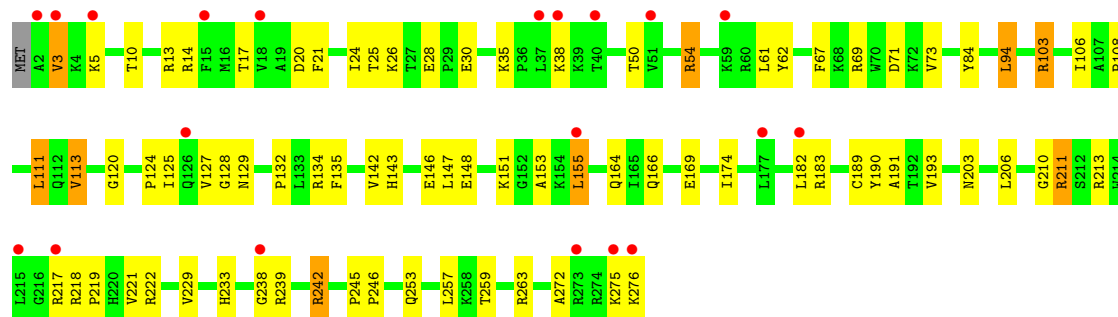 MET A2 V3 K4 K5 T10 R13 R14 F15 M16 T17 V18 A19 D20 F21 I24 T25 K26 T27 E28 P29 E30 K35 P36 L37 K38 K39 T40 T50 V51 R54 K59 R60 L61 Y62 F67 K68 R69 W70 D71 K72 V73 Y84 L94 R103 I106 A107
L111 Q112 V113 G120 P124 I125 Q126 V127 G128 N129 P132 L133 R134 F135 V142 H143 E146 L147 E148 K151 G152 A153 K154 L155 Q164 I165 Q166 E169 I174 L177 L182 R183 C189 Y190 A191 T192 V193 N203 L206 G210 R211 S212 R213
L215 G216 R217 R218 P219 H220 V221 R222 V229 H233 G238 R239 R242 P245 P246 Q253 L257 K258 T259 R263 A272 R273 R274 K275 K276